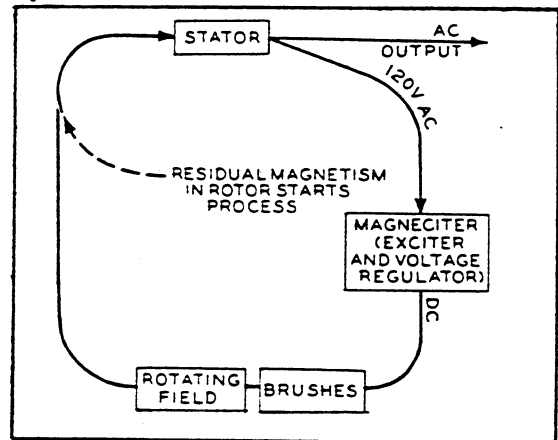 STATOR
AC
OUTPUT
120V AC
RESIDUAL MAGNETISM
IN ROTOR STARTS
PROCESS
MAGNECITER
(EXCITER
AND VOLTAGE
REGULATOR)
DC
ROTATING
FIELD
BRUSHES